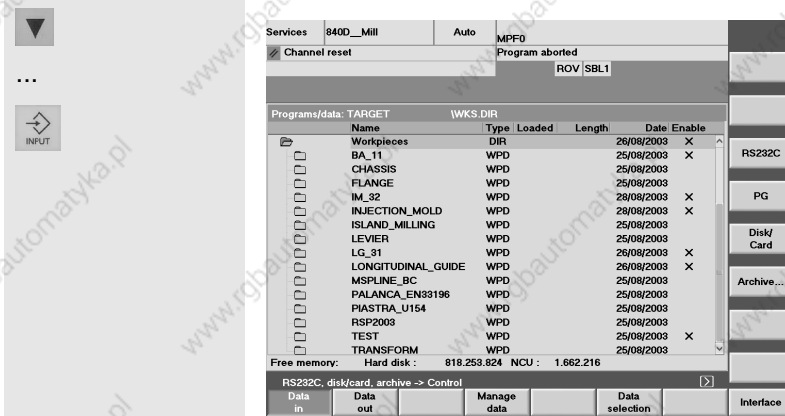 ...
INPUT
Services 840D__Mill Auto MPF0
Channel reset Program aborted
ROV SBL1
Programs/data: TARGET \WKS.DIR
Name Type Loaded Length Date Enable
Workpieces DIR 26/08/2003 X
BA_11 WPD 26/08/2003 X
CHASSIS WPD 25/08/2003
FLANGE WPD 25/08/2003
IM_32 WPD 28/08/2003 X
INJECTION_MOLD WPD 28/08/2003 X
ISLAND_MILLING WPD 25/08/2003
LEVIER WPD 25/08/2003
LG_31 WPD 26/08/2003 X
LONGITUDINAL_GUIDE WPD 26/08/2003 X
MSPLINE_BC WPD 25/08/2003
PALANCA_EN33196 WPD 25/08/2003
PIASTRA_U154 WPD 25/08/2003
RSP2003 WPD 25/08/2003
TEST WPD 25/08/2003 X
TRANSFORM WPD 25/08/2003
Free memory: Hard disk : 818.253.824 NCU : 1.662.216
RS232C, disk/card, archive -> Control
Data in
Data out
Manage data
Data selection
RS232C
PG
Disk/
Card
Archive...
Interface
www.rgbautomatyka.pl